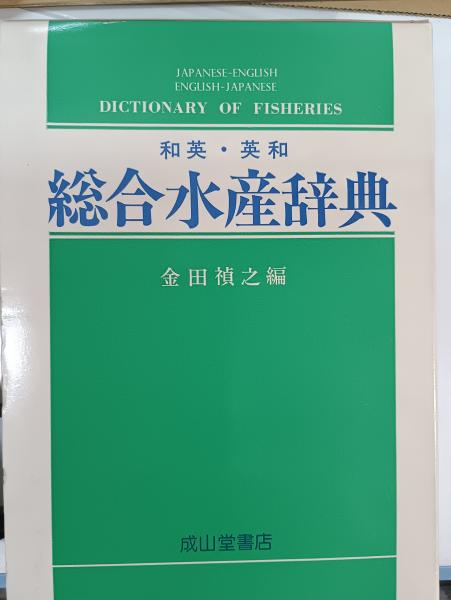 JAPANESE-ENGLISH
ENGLISH-JAPANESE
DICTIONARY OF FISHERIES
和英・英和
総合水産辞典
金田禎之編
成山堂書店